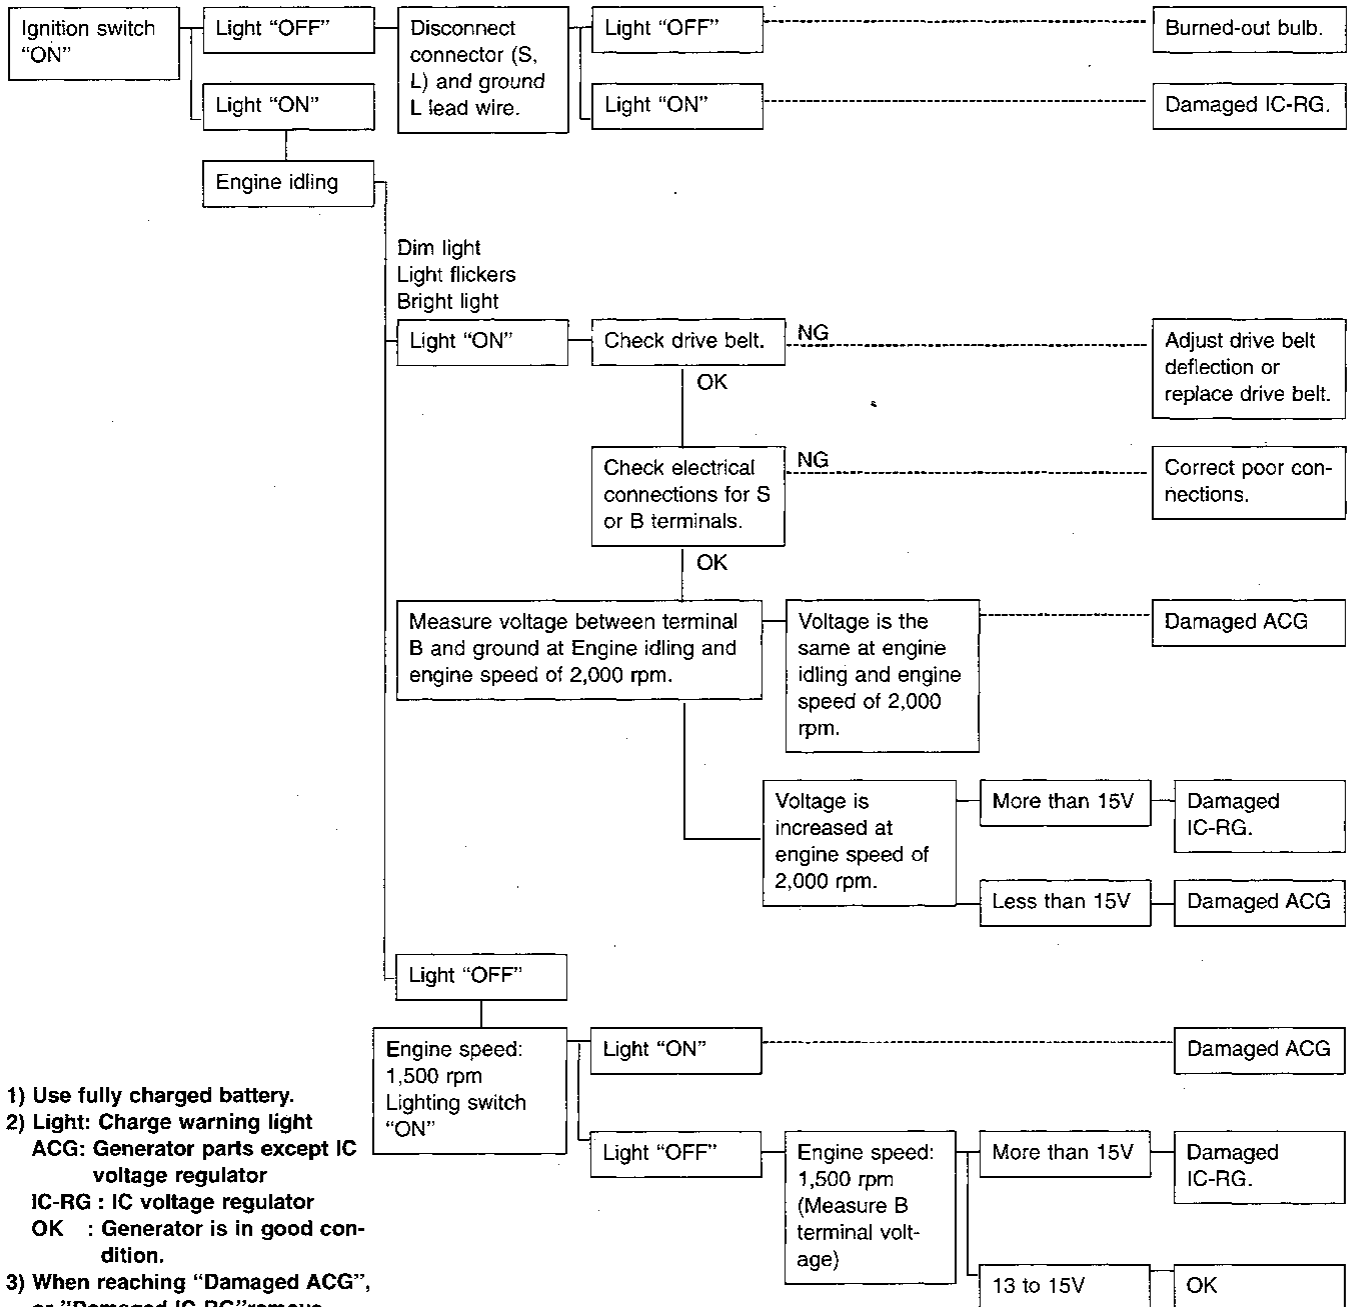 Ignition switch
“ON”
Light “OFF”
Disconnect
connector (S,
L) and ground
L lead wire.
Light “OFF”
Burned-out bulb.
Light “ON”
Light “ON”
Damaged IC-RG.
Engine idling
Dim light
Light flickers
Bright light
Light “ON”
Check drive belt.
NG
Adjust drive belt
deflection or
replace drive belt.
OK
Check electrical
connections for S
or B terminals.
NG
Correct poor con-
nections.
OK
Measure voltage between terminal
B and ground at Engine idling and
engine speed of 2,000 rpm.
Voltage is the
same at engine
idling and engine
speed of 2,000
rpm.
Damaged ACG
Voltage is
increased at
engine speed of
2,000 rpm.
More than 15V
Damaged
IC-RG.
Less than 15V
Damaged ACG
Light “OFF”
Engine speed:
1,500 rpm
Lighting switch
“ON”
Light “ON”
Damaged ACG
Light “OFF”
Engine speed:
1,500 rpm
(Measure B
terminal volt-
age)
More than 15V
Damaged
IC-RG.
13 to 15V
OK
1) Use fully charged battery.
2) Light: Charge warning light
ACG: Generator parts except IC
voltage regulator
IC-RG : IC voltage regulator
OK : Generator is in good con-
dition.
3) When reaching “Damaged ACG”,
or “Damaged IC-RG”remove